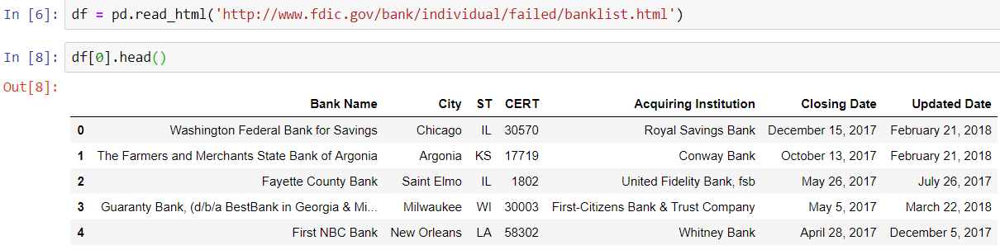 In [6]: df = pd.read_html('http://www.fdic.gov/bank/individual/failed/banklist.html')
In [8]: df[0].head()
Out[8]:
Bank Name City ST CERT Acquiring Institution Closing Date Updated Date
0 Washington Federal Bank for Savings Chicago IL 30570 Royal Savings Bank December 15, 2017 February 21, 2018
1 The Farmers and Merchants State Bank of Argonia Argonia KS 17719 Conway Bank October 13, 2017 February 21, 2018
2 Fayette County Bank Saint Elmo IL 1802 United Fidelity Bank, fsb May 26, 2017 July 26, 2017
3 Guaranty Bank, (d/b/a BestBank in Georgia & Mi... Milwaukee WI 30003 First-Citizens Bank & Trust Company May 5, 2017 March 22, 2018
4 First NBC Bank New Orleans LA 58302 Whitney Bank April 28, 2017 December 5, 2017